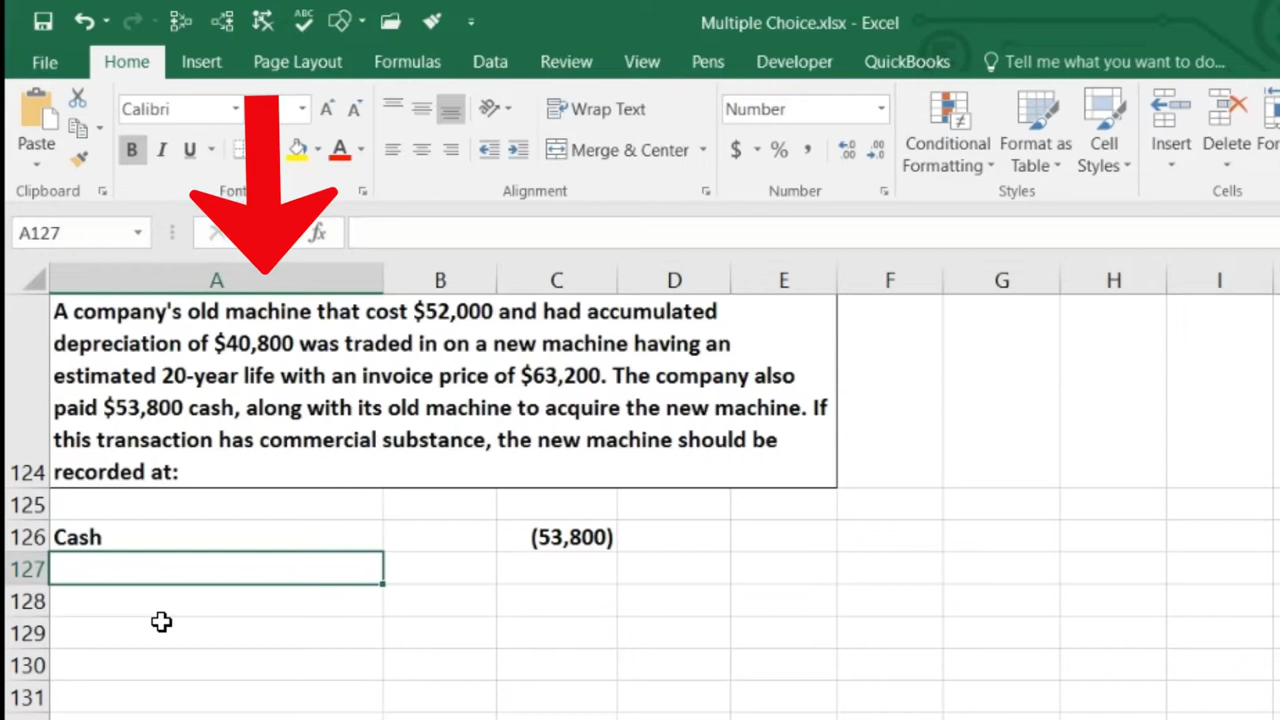 ABC
Multiple Choice.xlsx - Excel
File Home Insert Page Layout Formulas Data Review View Pens Developer QuickBooks Tell me what you want to do...
Calibri A A Wrap Text Number
Paste B I U A Merge & Center $ % , .0 .00 .00 .0 Conditional Formatting Format as Table Cell Styles Insert Delete
Clipboard Alignment Number Styles Cells
A127 fx
A B C D E F G H I
A company's old machine that cost $52,000 and had accumulated
depreciation of $40,800 was traded in on a new machine having an
estimated 20-year life with an invoice price of $63,200. The company also
paid $53,800 cash, along with its old machine to acquire the new machine. If
this transaction has commercial substance, the new machine should be
124 recorded at:
125
126 Cash (53,800)
127
128
129
130
131